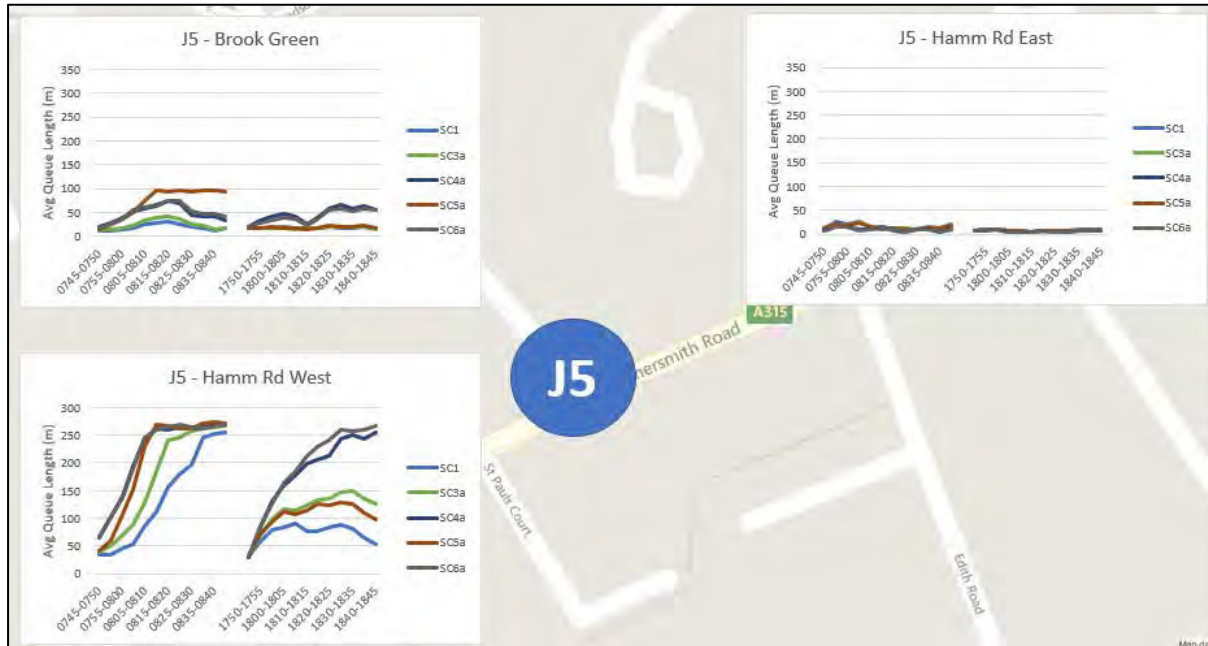 J5 - Brook Green
Avg Queue Length (m)
350
300
250
200
150
100
50
0
0745-0750
0755-0800
0805-0810
0815-0820
0825-0830
0835-0840
1750-1755
1800-1805
1810-1815
1820-1825
1830-1835
1840-1845
SC1
SC3a
SC4a
SC5a
SC6a
J5 - Hamm Rd East
Avg Queue Length (m)
350
300
250
200
150
100
50
0
0745-0750
0755-0800
0805-0810
0815-0820
0825-0830
0835-0840
1750-1755
1800-1805
1810-1815
1820-1825
1830-1835
1840-1845
SC1
SC3a
SC4a
SC5a
SC6a
A315
mersmith Road
J5
J5 - Hamm Rd West
Avg Queue Length (m)
300
250
200
150
100
50
0
0745-0750
0755-0800
0805-0810
0815-0820
0825-0830
0835-0840
1750-1755
1800-1805
1810-1815
1820-1825
1830-1835
1840-1845
SC1
SC3a
SC4a
SC5a
SC6a
St Pauls Court
Edith Road
Map da